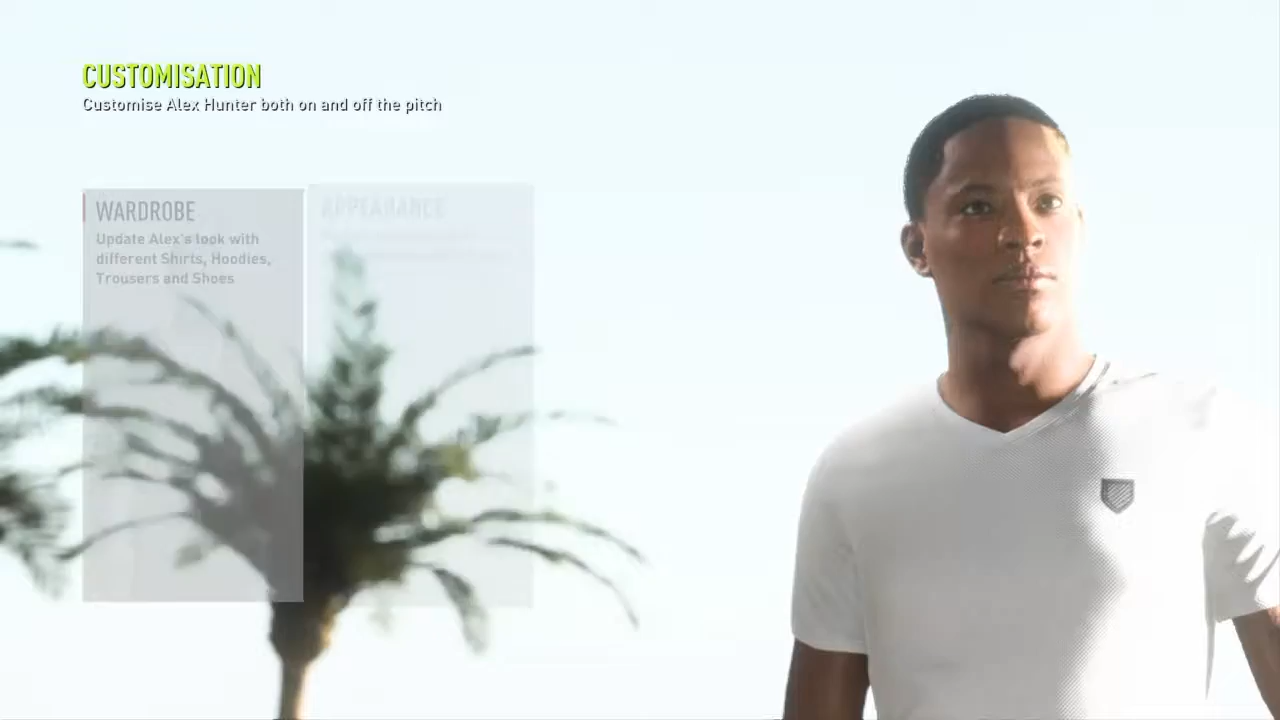 CUSTOMISATION
Customise Alex Hunter both on and off the pitch
WARDROBE
Update Alex's look with
different Shirts, Hoodies,
Trousers and Shoes
APPEARANCE